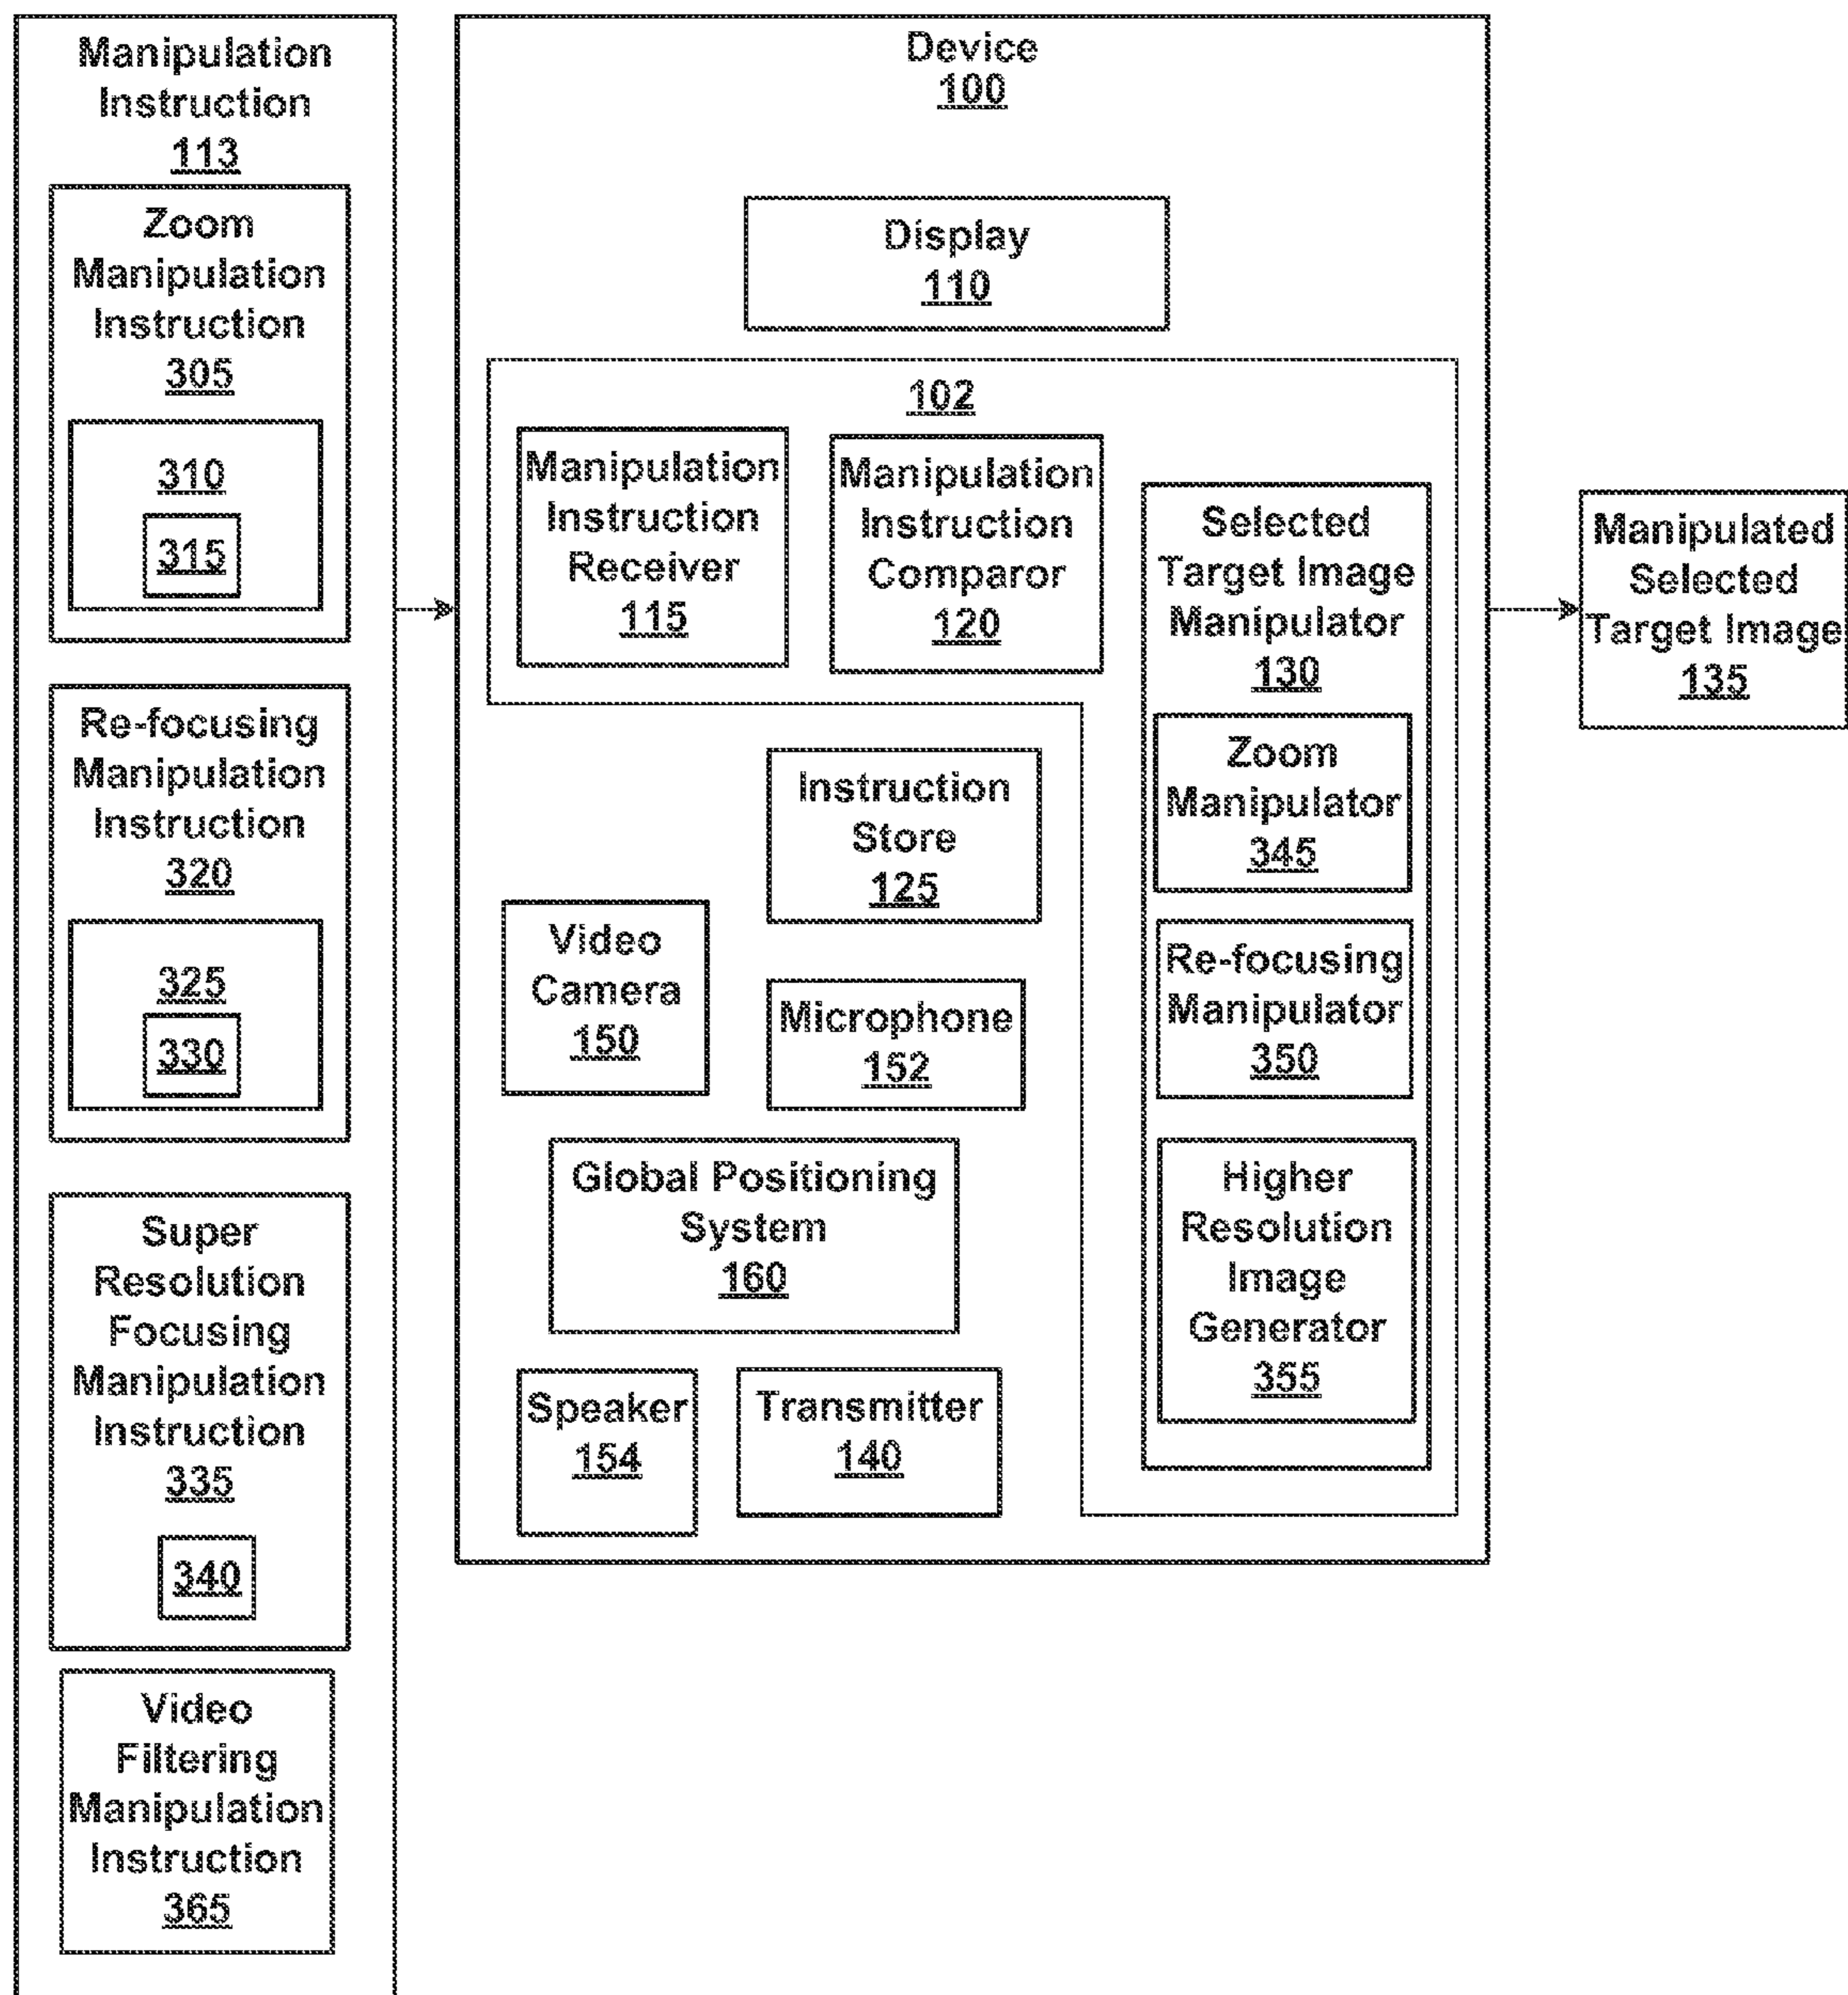 Manipulation
Instruction
113
Zoom
Manipulation
Instruction
305
310
315
Re-focusing
Manipulation
Instruction
320
325
330
Super
Resolution
Focusing
Manipulation
Instruction
335
340
Video
Filtering
Manipulation
Instruction
365
Device
100
Display
110
102
Manipulation
Instruction
Receiver
115
Manipulation
Instruction
Comparor
120
Selected
Target Image
Manipulator
130
Zoom
Manipulator
345
Re-focusing
Manipulator
350
Higher
Resolution
Image
Generator
355
Instruction
Store
125
Video
Camera
150
Microphone
152
Global Positioning
System
160
Speaker
154
Transmitter
140
Manipulated
Selected
Target Image
135